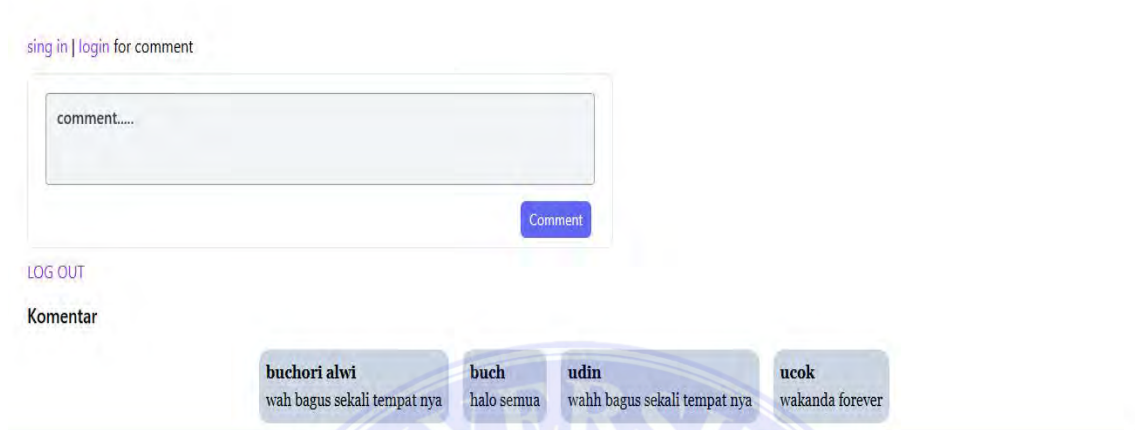 sing in | login for comment
comment.....
Comment
LOG OUT
Komentar
buchori alwi
wah bagus sekali tempat nya
buch
halo semua
udin
wahh bagus sekali tempat nya
ucok
wakanda forever